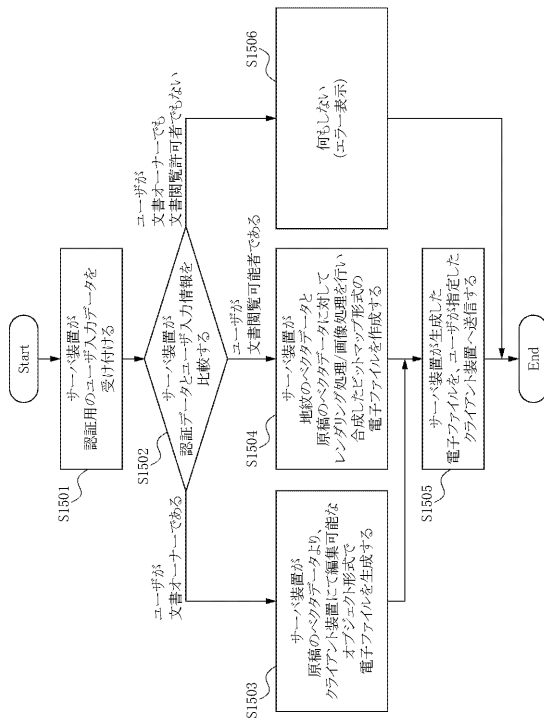 Start
サーバ装置が
認証用のユーザ入力データを
受け付ける
S1501
サーバ装置が
認証データとユーザ入力情報を
比較する
S1502
ユーザが
文書オーナーである
ユーザが
文書閲覧可能者である
ユーザが
文書オーナーでも
文書閲覧許可者でもない
サーバ装置が
原稿のベクタデータより、
クライアント装置にて編集可能な
オブジェクト形式で
電子ファイルを生成する
S1503
サーバ装置が
地紋のベクタデータと
原稿のベクタデータに対して
レンダリング処理/画像処理を行い
合成したビットマップ形式の
電子ファイルを作成する
S1504
何もしない
(エラー表示)
S1506
サーバ装置が生成した
電子ファイルを、ユーザが指定した
クライアント装置へ送信する
S1505
End